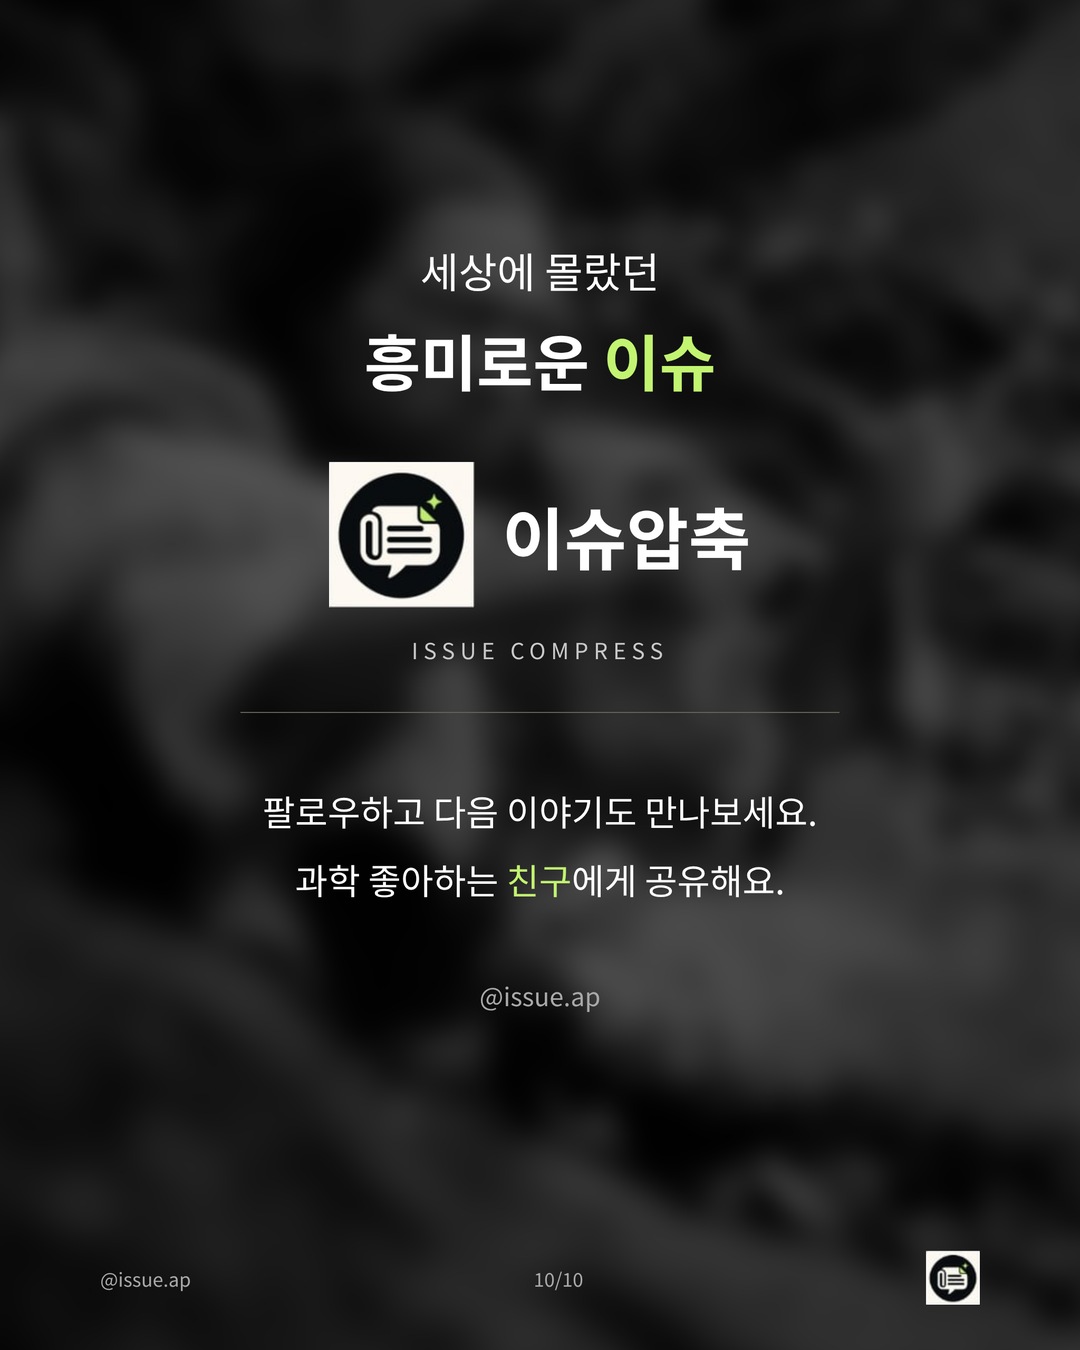 세상에 몰랐던
흥미로운 이슈
이슈압축
ISSUE COMPRESS
팔로우하고 다음 이야기도 만나보세요.
과학 좋아하는 친구에게 공유해요.
@issue.ap
@issue.ap
10/10